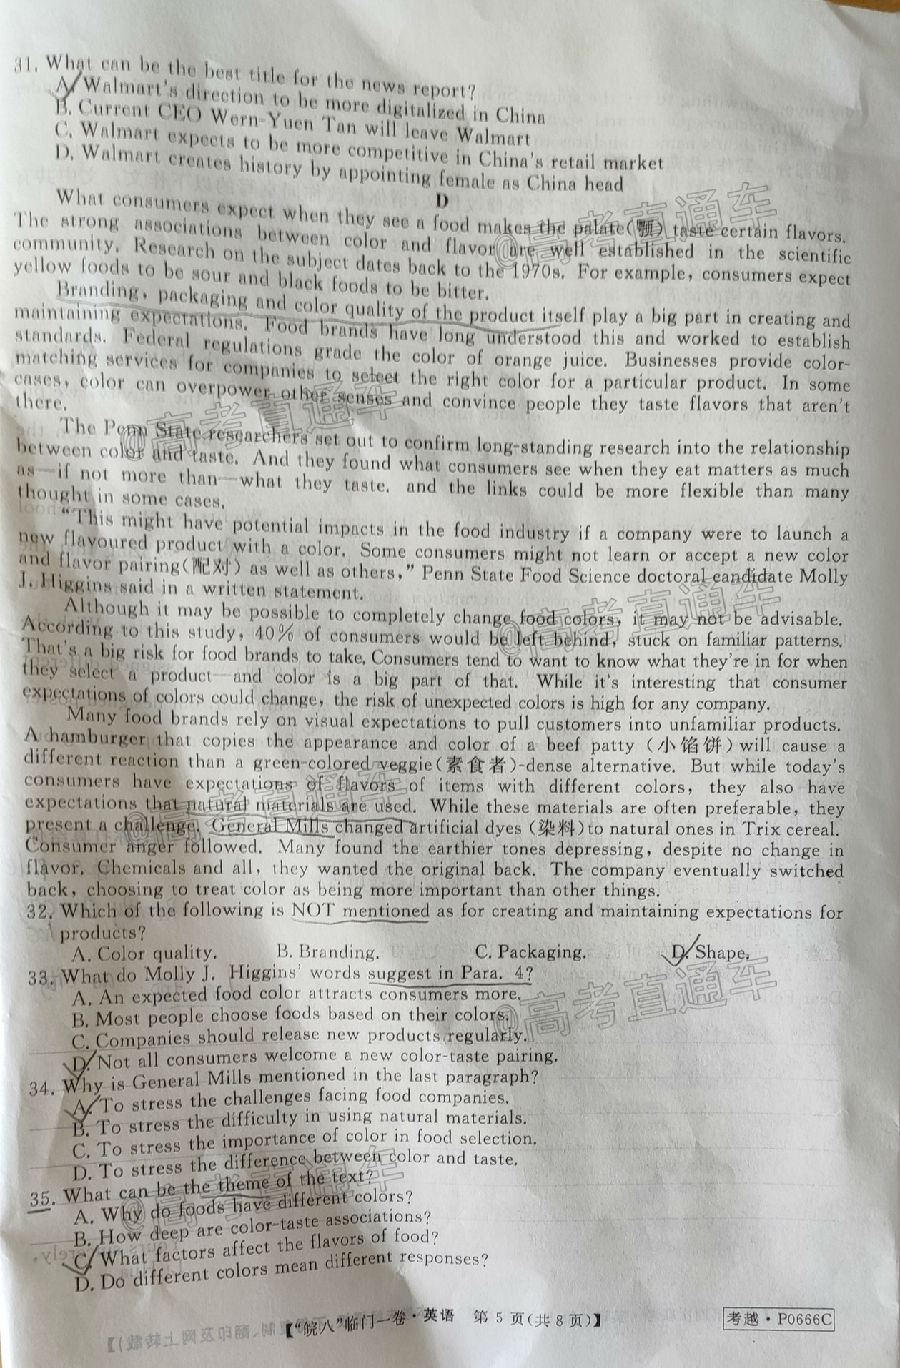 31. What can be the best title for the news report?
A. Walmart's direction to be more digitalized in China
B. Current CEO Wern-Yuen Tan will leave Walmart
C. Walmart expects to be more competitive in China's retail market
D. Walmart creates history by appointing female as China head
D
What consumers expect when they see a food makes the palate(颚) taste certain flavors.
The strong associations between color and flavor are well established in the scientific
community. Research on the subject dates back to the 1970s. For example, consumers expect
yellow foods to be sour and black foods to be bitter.
Branding, packaging and color quality of the product itself play a big part in creating and
maintaining expectations. Food brands have long understood this and worked to establish
standards. Federal regulations grade the color of orange juice. Businesses provide color-
matching services for companies to select the right color for a particular product. In some
cases, color can overpower other senses and convince people they taste flavors that aren't
there.
The Penn State researchers set out to confirm long-standing research into the relationship
between color and taste. And they found what consumers see when they eat matters as much
as—if not more than—what they taste, and the links could be more flexible than many
thought in some cases.
"This might have potential impacts in the food industry if a company were to launch a
new flavoured product with a color. Some consumers might not learn or accept a new color
and flavor pairing(配对) as well as others," Penn State Food Science doctoral candidate Molly
J. Higgins said in a written statement.
Although it may be possible to completely change food colors, it may not be advisable.
According to this study, 40% of consumers would be left behind, stuck on familiar patterns.
That's a big risk for food brands to take. Consumers tend to want to know what they're in for when
they select a product—and color is a big part of that. While it's interesting that consumer
expectations of colors could change, the risk of unexpected colors is high for any company.
Many food brands rely on visual expectations to pull customers into unfamiliar products.
A hamburger that copies the appearance and color of a beef patty (小馅饼) will cause a
different reaction than a green-colored veggie(素食者)-dense alternative. But while today's
consumers have expectations of flavors of items with different colors, they also have
expectations that natural materials are used. While these materials are often preferable, they
present a challenge. General Mills changed artificial dyes (染料)to natural ones in Trix cereal.
Consumer anger followed. Many found the earthier tones depressing, despite no change in
flavor. Chemicals and all, they wanted the original back. The company eventually switched
back, choosing to treat color as being more important than other things.
32. Which of the following is NOT mentioned as for creating and maintaining expectations for
products?
A. Color quality. B. Branding. C. Packaging. D. Shape.
33. What do Molly J. Higgins' words suggest in Para. 4?
A. An expected food color attracts consumers more.
B. Most people choose foods based on their colors.
C. Companies should release new products regularly.
D. Not all consumers welcome a new color-taste pairing.
34. Why is General Mills mentioned in the last paragraph?
A. To stress the challenges facing food companies.
B. To stress the difficulty in using natural materials.
C. To stress the importance of color in food selection.
D. To stress the difference between color and taste.
35. What can be the theme of the text?
A. Why do foods have different colors?
B. How deep are color-taste associations?
C. What factors affect the flavors of food?
D. Do different colors mean different responses?
【"皖八"临门一卷·英语 第 5 页(共 8 页)】 考越·P0666C
@高考直通车
@高考直通车
@高考直通车
@高考直通车
@高考直通车
@高考直通车